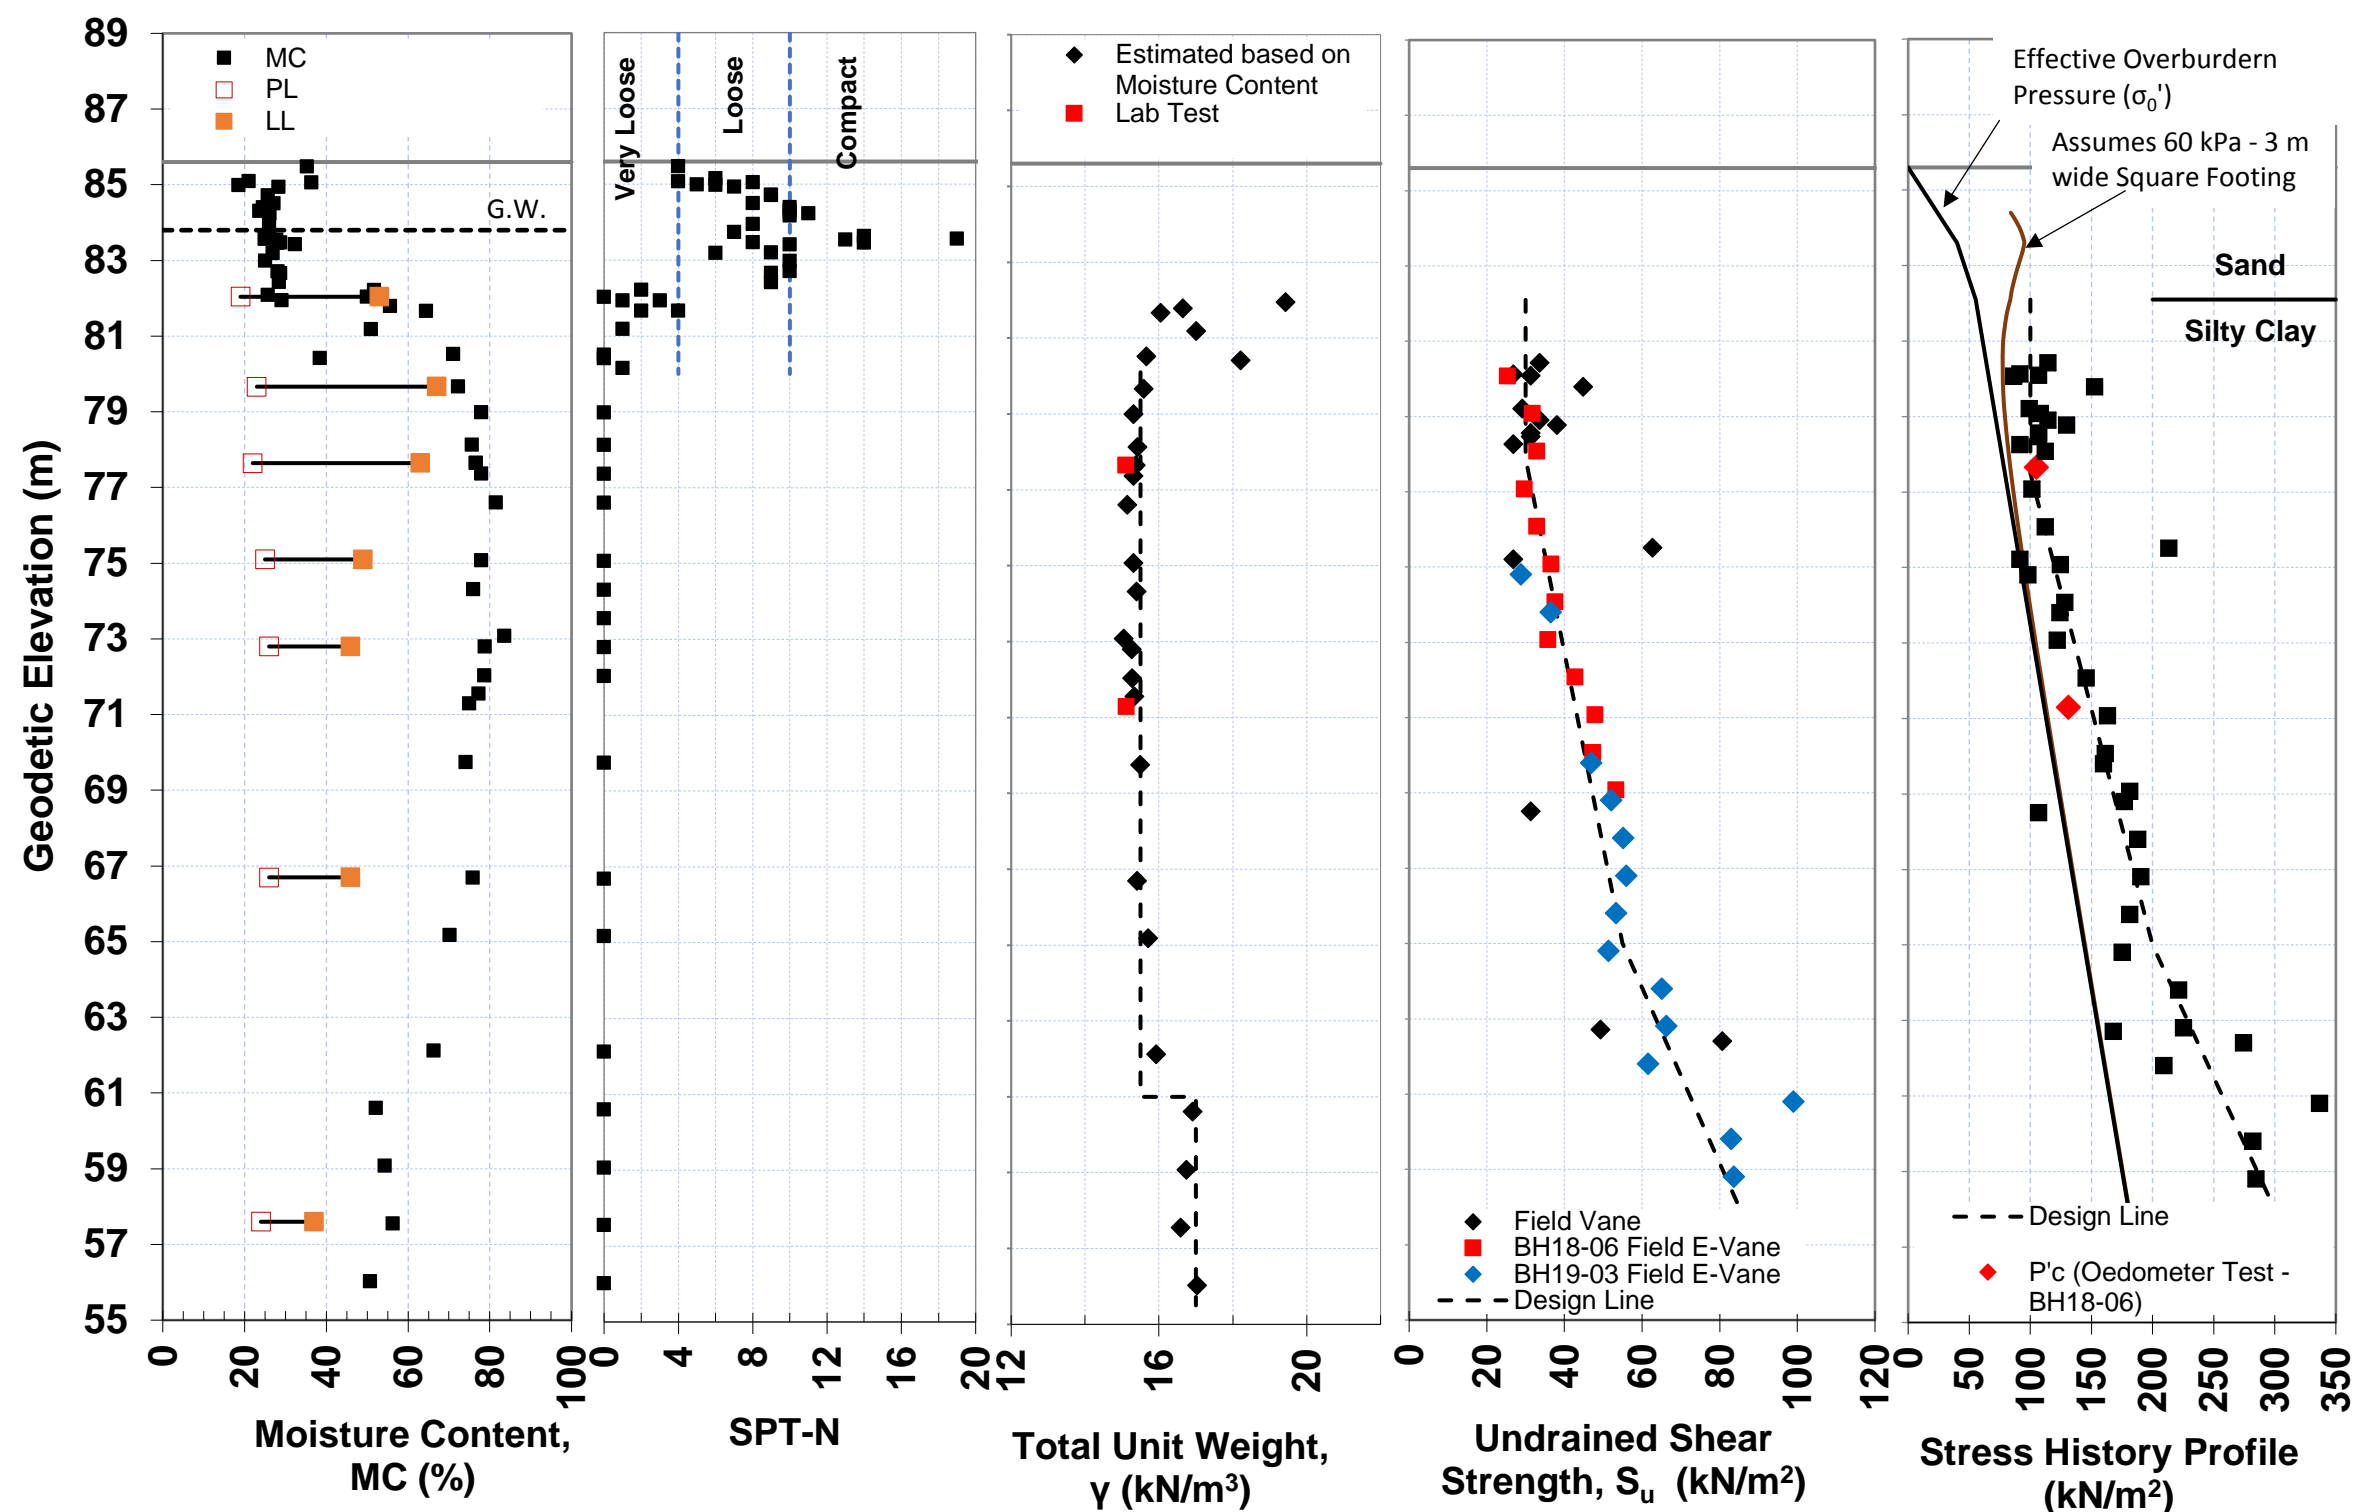 Geodetic Elevation (m)
89
87
85
83
81
79
77
75
73
71
69
67
65
63
61
59
57
55
MC
PL
LL
G.W.
0
20
40
60
80
100
Moisture Content,
MC (%)
Very Loose
Loose
Compact
0
4
8
12
16
20
SPT-N
Estimated based on
Moisture Content
Lab Test
12
16
20
Total Unit Weight,
γ (kN/m³)
Field Vane
BH18-06 Field E-Vane
BH19-03 Field E-Vane
Design Line
0
20
40
60
80
100
120
Undrained Shear
Strength, Su (kN/m²)
Effective Overburdern
Pressure (σ0')
Assumes 60 kPa - 3 m
wide Square Footing
Sand
Silty Clay
Design Line
P'c (Oedometer Test -
BH18-06)
0
50
100
150
200
250
300
350
Stress History Profile
(kN/m²)